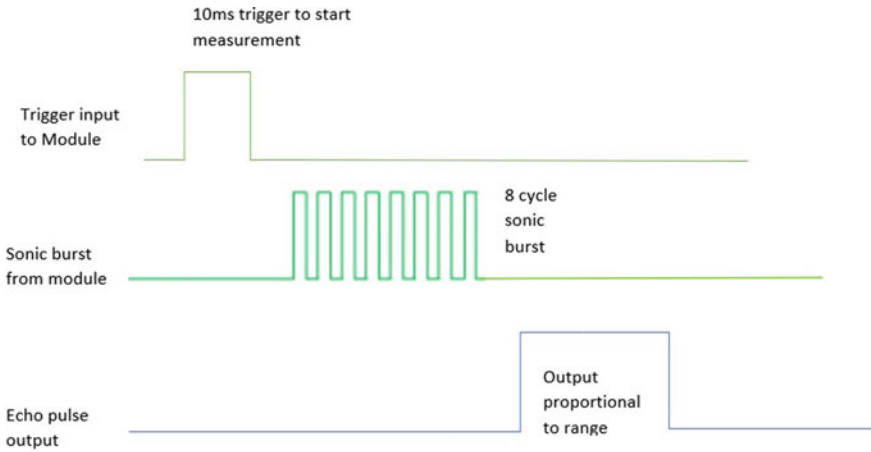 10ms trigger to start
measurement
Trigger input
to Module
8 cycle
sonic
burst
Sonic burst
from module
Output
proportional
to range
Echo pulse
output